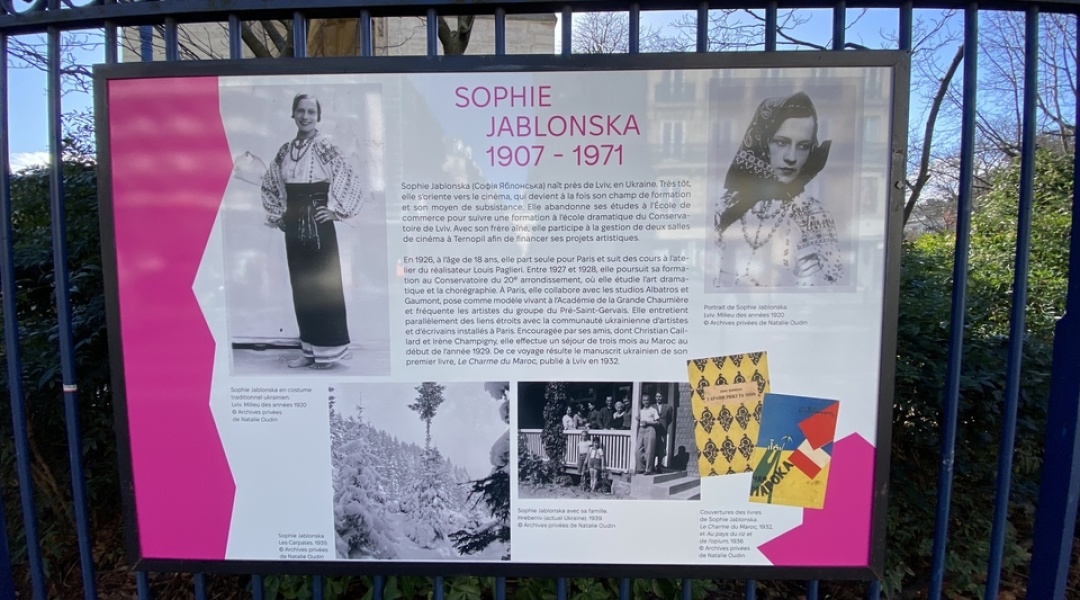 SOPHIE
JABLONSKA
1907 - 1971
Sophie Jablonska (Софія Яблонська) naît près de Lviv, en Ukraine. Très tôt,
elle s'oriente vers le cinéma, qui devient à la fois son champ de formation
et son moyen de subsistance. Elle abandonne ses études à l'École de
commerce pour suivre une formation à l'école dramatique du Conserva-
toire de Lviv. Avec son frère aîné, elle participe à la gestion de deux salles
de cinéma à Ternopil afin de financer ses projets artistiques.
En 1926, à l'âge de 18 ans, elle part seule pour Paris et suit des cours à l'ate-
lier du réalisateur Louis Paglieri. Entre 1927 et 1928, elle poursuit sa forma-
tion au Conservatoire du 20e arrondissement, où elle étudie l'art drama-
tique et la chorégraphie. À Paris, elle collabore avec les studios Albatros et
Gaumont, pose comme modèle vivant à l'Académie de la Grande Chaumière
et fréquente les artistes du groupe du Pré-Saint-Gervais. Elle entretient
parallèlement des liens étroits avec la communauté ukrainienne d'artistes
et d'écrivains installés à Paris. Encouragée par ses amis, dont Christian Cail-
lard et Irène Champigny, elle effectue un séjour de trois mois au Maroc au
début de l'année 1929. De ce voyage résulte le manuscrit ukrainien de son
premier livre, Le Charme du Maroc, publié à Lviv en 1932.
Portrait de Sophie Jablonska
Lviv. Milieu des années 1920
© Archives privées de Natalie Oudin
Sophie Jablonska en costume
traditionnel ukrainien.
Lviv. Milieu des années 1920
© Archives privées
de Natalie Oudin
Sophie Jablonska
Les Carpates, 1939.
© Archives privées
de Natalie Oudin
Sophie Jablonska avec sa famille.
(actuel Ukraine). 1939
© Archives privées de Natalie Oudin
Couvertures des livres
de Sophie Jablonska,
Le Charme du Maroc, 1932,
et Au pays du riz et
de l'opium, 1936
© Archives privées
de Natalie Oudin